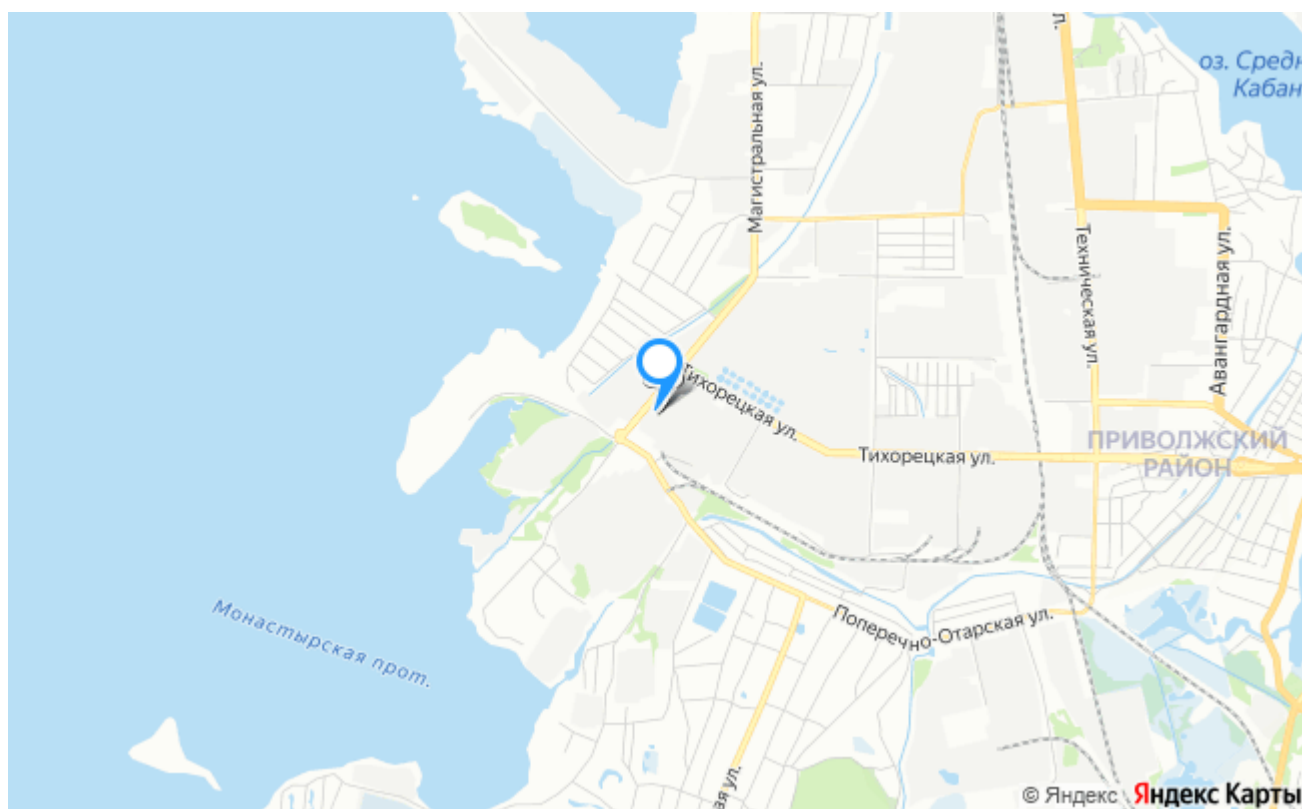 ул.
оз. Средн
Кабан
Магистральная ул.
Техническая ул.
Авангардная ул.
Тихорецкая ул.
Тихорецкая ул.
ПРИВОЛЖСКИЙ
РАЙОН
Монастырская прот.
Поперечно-Отарская ул.
ая ул.
© Яндекс Яндекс Карты